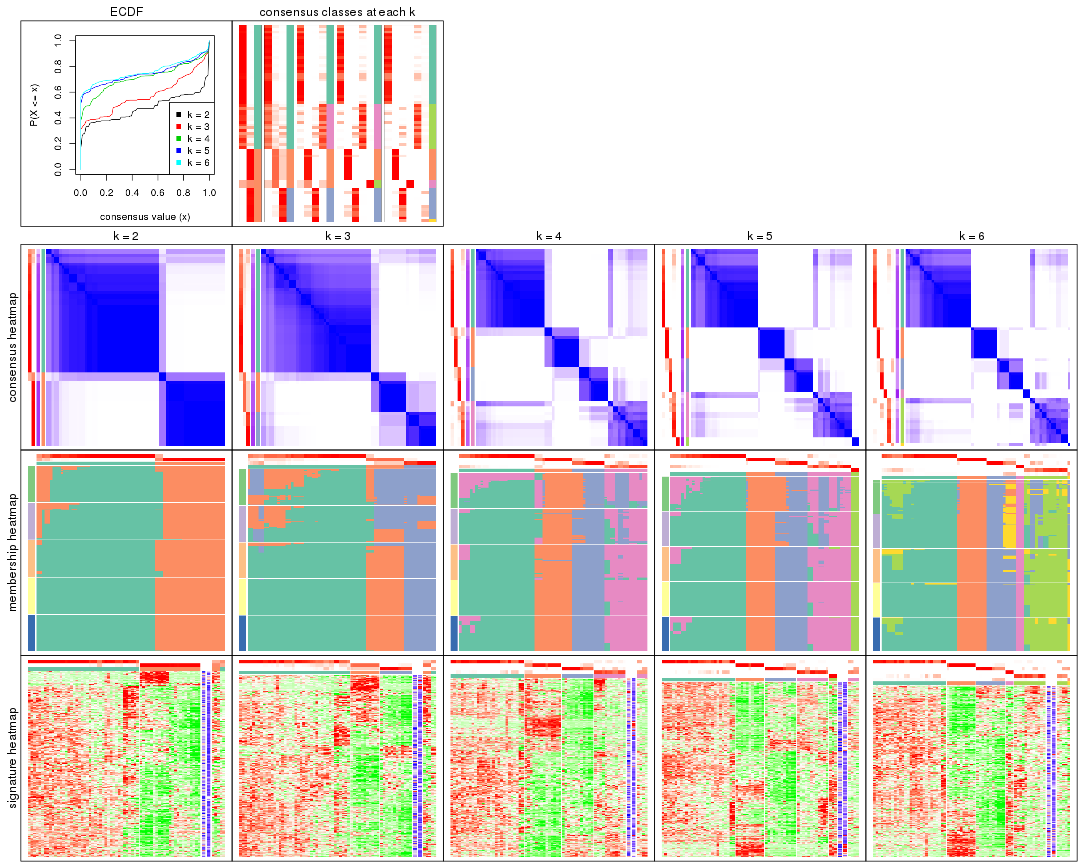 ECDF
consensus classes at each k
P(X <= x)
1.0
0.8
0.6
0.4
0.2
0.0
k = 2
k = 3
k = 4
k = 5
k = 6
0.0 0.2 0.4 0.6 0.8 1.0
consensus value (x)
k = 2
k = 3
k = 4
k = 5
k = 6
consensus heatmap
membership heatmap
signature heatmap